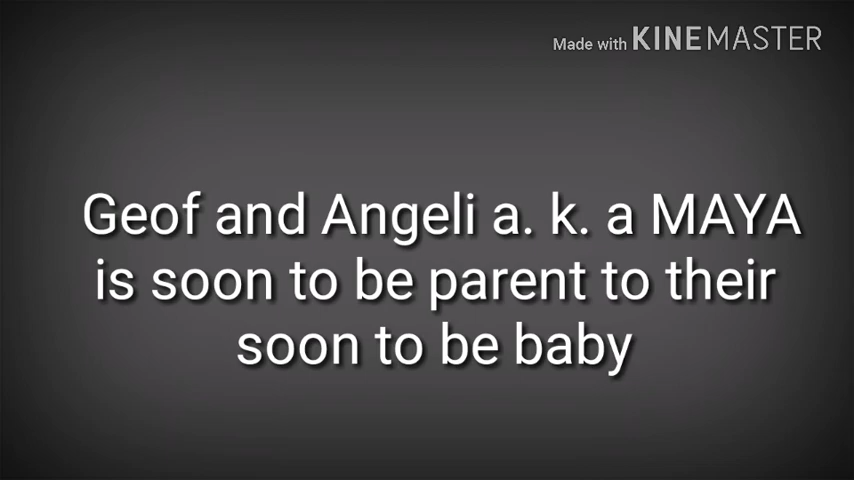 Made with KINEMASTER
Geof and Angeli a. k. a MAYA
is soon to be parent to their
soon to be baby